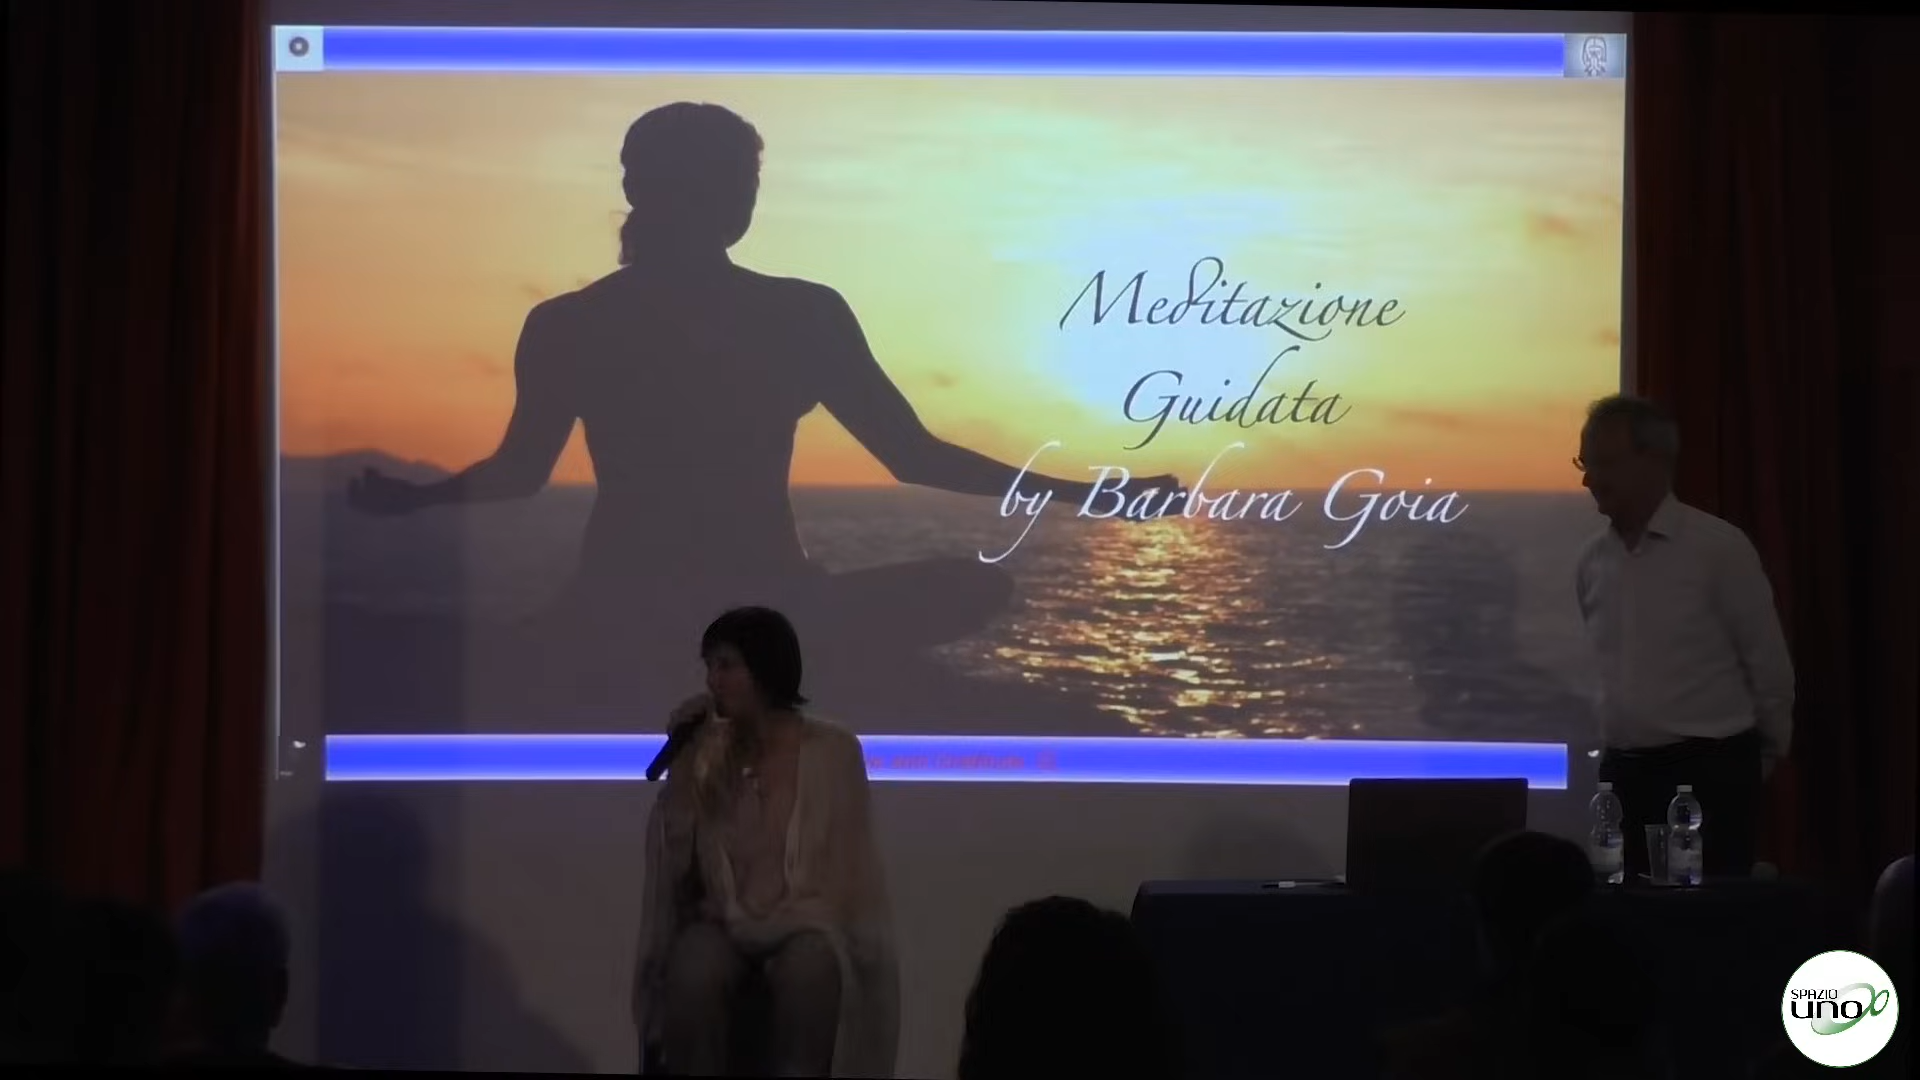 Meditazione
Guidata
by Barbara Goia
SPAZIO
uno